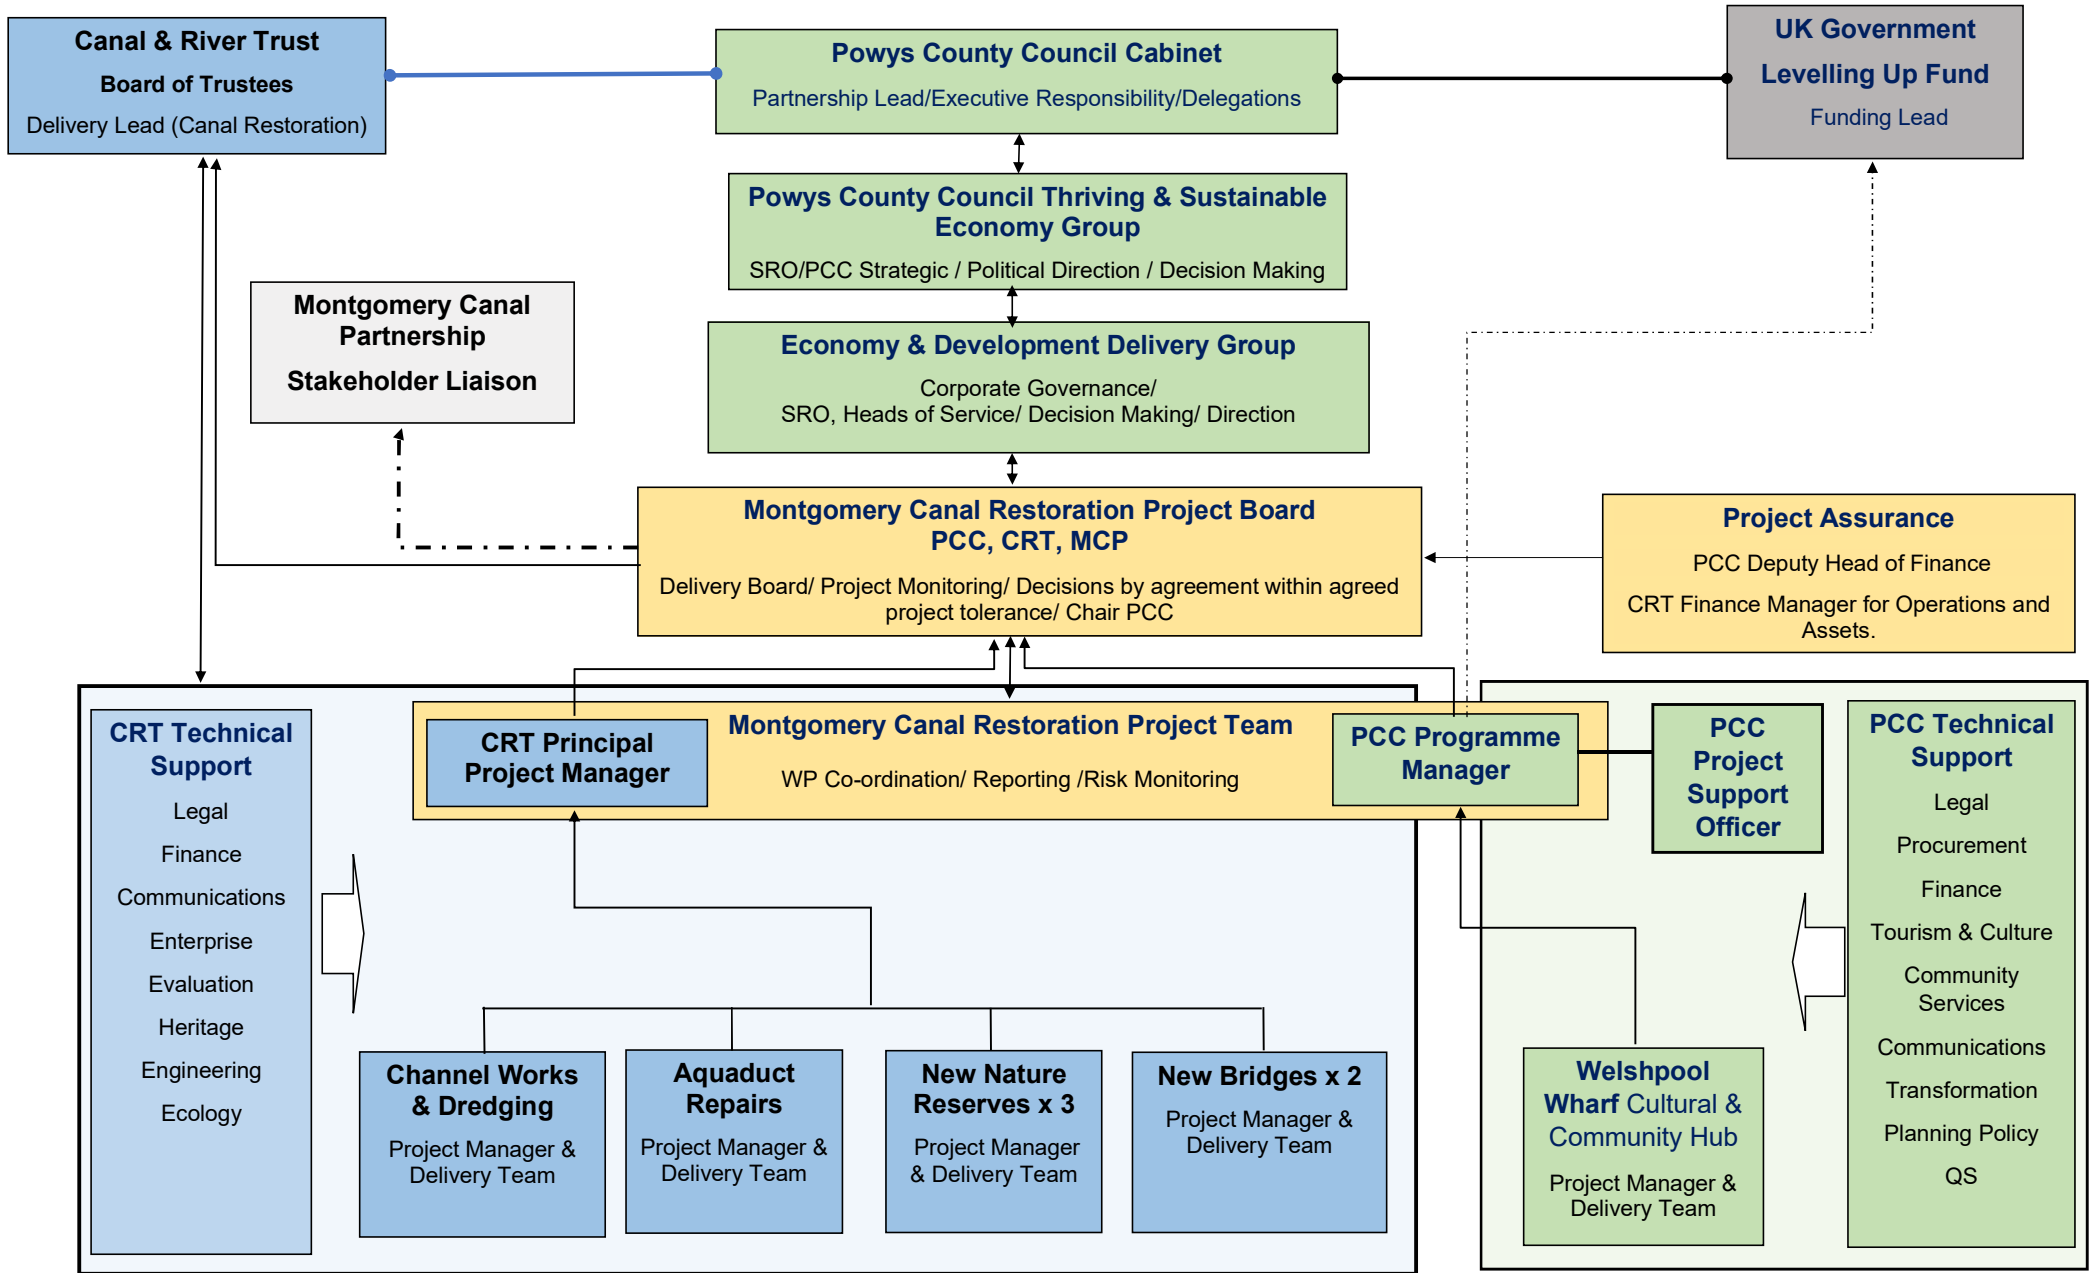 Canal & River Trust
Board of Trustees
Delivery Lead (Canal Restoration)
Powys County Council Cabinet
Partnership Lead/Executive Responsibility/Delegations
UK Government
Levelling Up Fund
Funding Lead
Powys County Council Thriving & Sustainable
Economy Group
SRO/PCC Strategic / Political Direction / Decision Making
Montgomery Canal
Partnership
Stakeholder Liaison
Economy & Development Delivery Group
Corporate Governance/
SRO, Heads of Service/ Decision Making/ Direction
Montgomery Canal Restoration Project Board
PCC, CRT, MCP
Delivery Board/ Project Monitoring/ Decisions by agreement within agreed
project tolerance/ Chair PCC
Project Assurance
PCC Deputy Head of Finance
CRT Finance Manager for Operations and
Assets.
CRT Technical
Support
Legal
Finance
Communications
Enterprise
Evaluation
Heritage
Engineering
Ecology
CRT Principal
Project Manager
Montgomery Canal Restoration Project Team
WP Co-ordination/ Reporting /Risk Monitoring
PCC Programme
Manager
PCC
Project
Support
Officer
PCC Technical
Support
Legal
Procurement
Finance
Tourism & Culture
Community
Services
Communications
Transformation
Planning Policy
QS
Channel Works
& Dredging
Project Manager &
Delivery Team
Aquaduct
Repairs
Project Manager &
Delivery Team
New Nature
Reserves x 3
Project Manager
& Delivery Team
New Bridges x 2
Project Manager &
Delivery Team
Welshpool
Wharf Cultural &
Community Hub
Project Manager &
Delivery Team